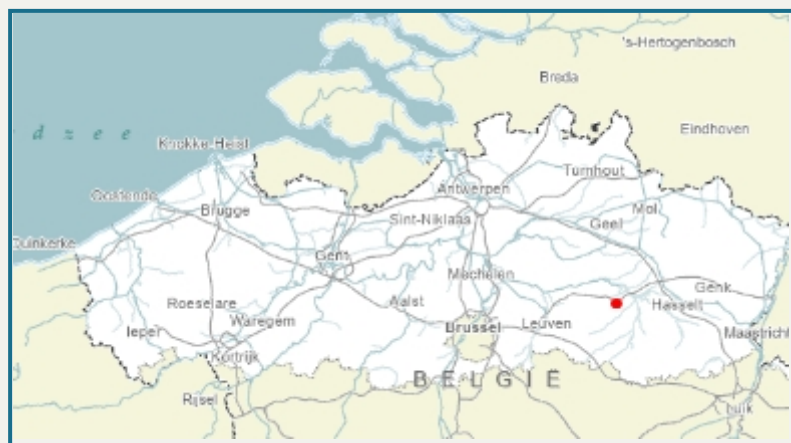 's-Hertogenbosch
Breda
Eindhoven
d z e e
Knokke-Heist
Turnhout
Antwerpen
Oostende
Mol
Brugge
Sint-Niklaas
Geel
Duinkerke
Gent
Mechelen
Genk
Roeselare
Aalst
Hasselt
Ieper
Waregem
Brussel
Leuven
Maastricht
Kortrijk
BELGIË
Rijsel
Luik